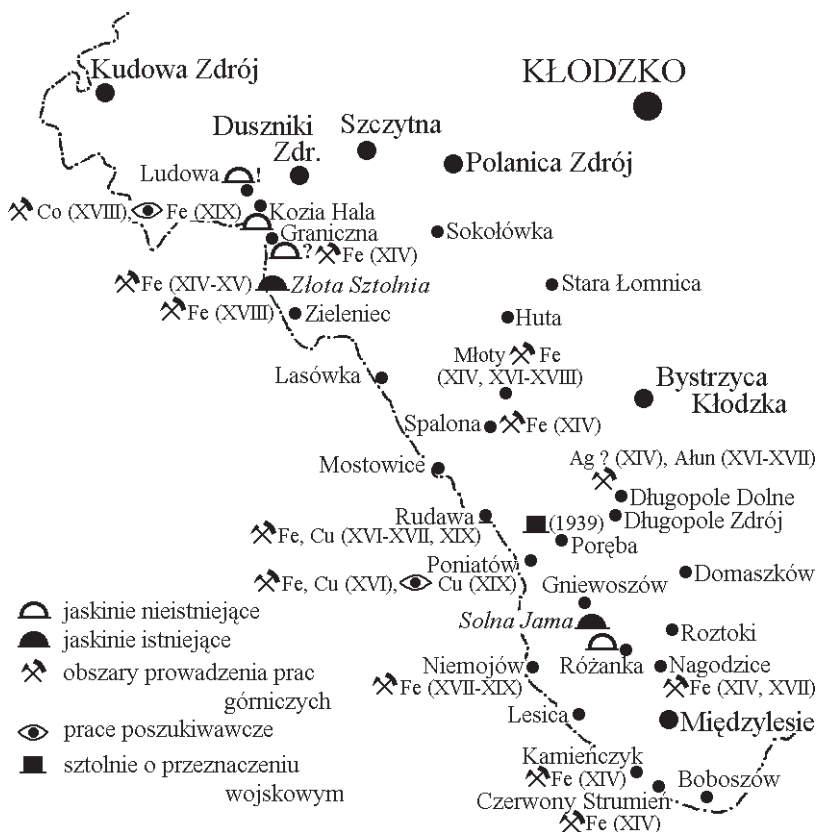 Kudowa Zdrój
KŁODZKO
Duszniki
Zdr.
Szczytna
Polanica Zdrój
Ludowa !
Co (XVIII), Fe (XIX)
Kozia Hala
Graniczna
Sokołówka
? Fe (XIV)
Fe (XIV-XV)
Złota Sztolnia
Stara Łomnica
Fe (XVIII)
Zieleniec
Huta
Młoty Fe
(XIV, XVI-XVIII)
Lasówka
Bystrzyca
Kłodzka
Spalona
Fe (XIV)
Ag ? (XIV), Ałun (XVI-XVII)
Mostowice
Długopole Dolne
Rudawa
(1939)
Długopole Zdrój
Fe, Cu (XVI-XVII, XIX)
Poręba
Poniatów
Domaszków
Fe, Cu (XVI), Cu (XIX)
Gniewoszów
Solna Jama
Roztoki
Niemojów
Różanka
Nagodzice
Fe (XVII-XIX)
Fe (XIV, XVII)
Lesica
Międzylesie
Kamieńczyk
Fe (XIV)
Boboszów
Czerwony Strumień
Fe (XIV)
jaskinie nieistniejące
jaskinie istniejące
obszary prowadzenia prac
górniczych
prace poszukiwawcze
sztolnie o przeznaczeniu
wojskowym